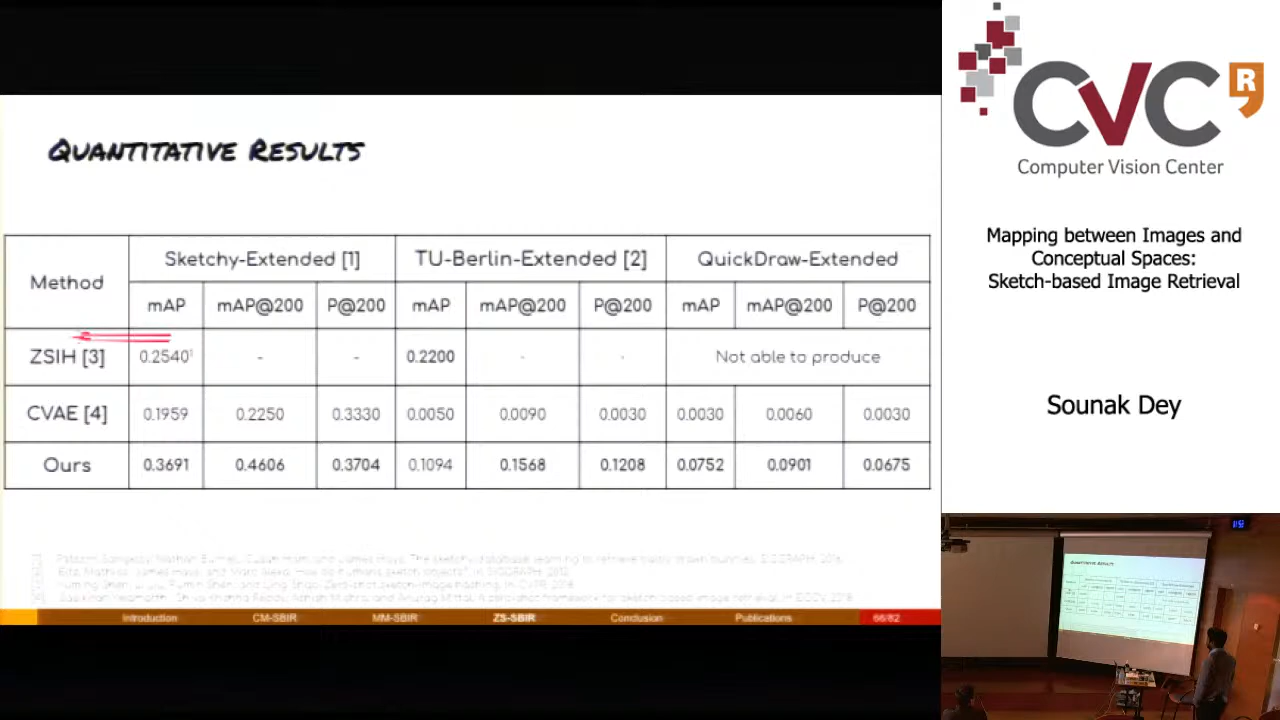 QUANTITATIVE RESULTS
Method Sketchy-Extended [1] TU-Berlin-Extended [2] QuickDraw-Extended
mAP mAP@200 P@200 mAP mAP@200 P@200 mAP mAP@200 P@200
ZSIH [3] 0.2540¹ - - 0.2200 - - Not able to produce
CVAE [4] 0.1959 0.2250 0.3330 0.0050 0.0090 0.0030 0.0030 0.0060 0.0030
Ours 0.3691 0.4606 0.3704 0.1094 0.1568 0.1208 0.0752 0.0901 0.0675
Introduction CM-SBIR MM-SBIR ZS-SBIR Conclusion Publications 66/82
CVC R
Computer Vision Center
Mapping between Images and
Conceptual Spaces:
Sketch-based Image Retrieval
Sounak Dey
QUANTITATIVE RESULTS